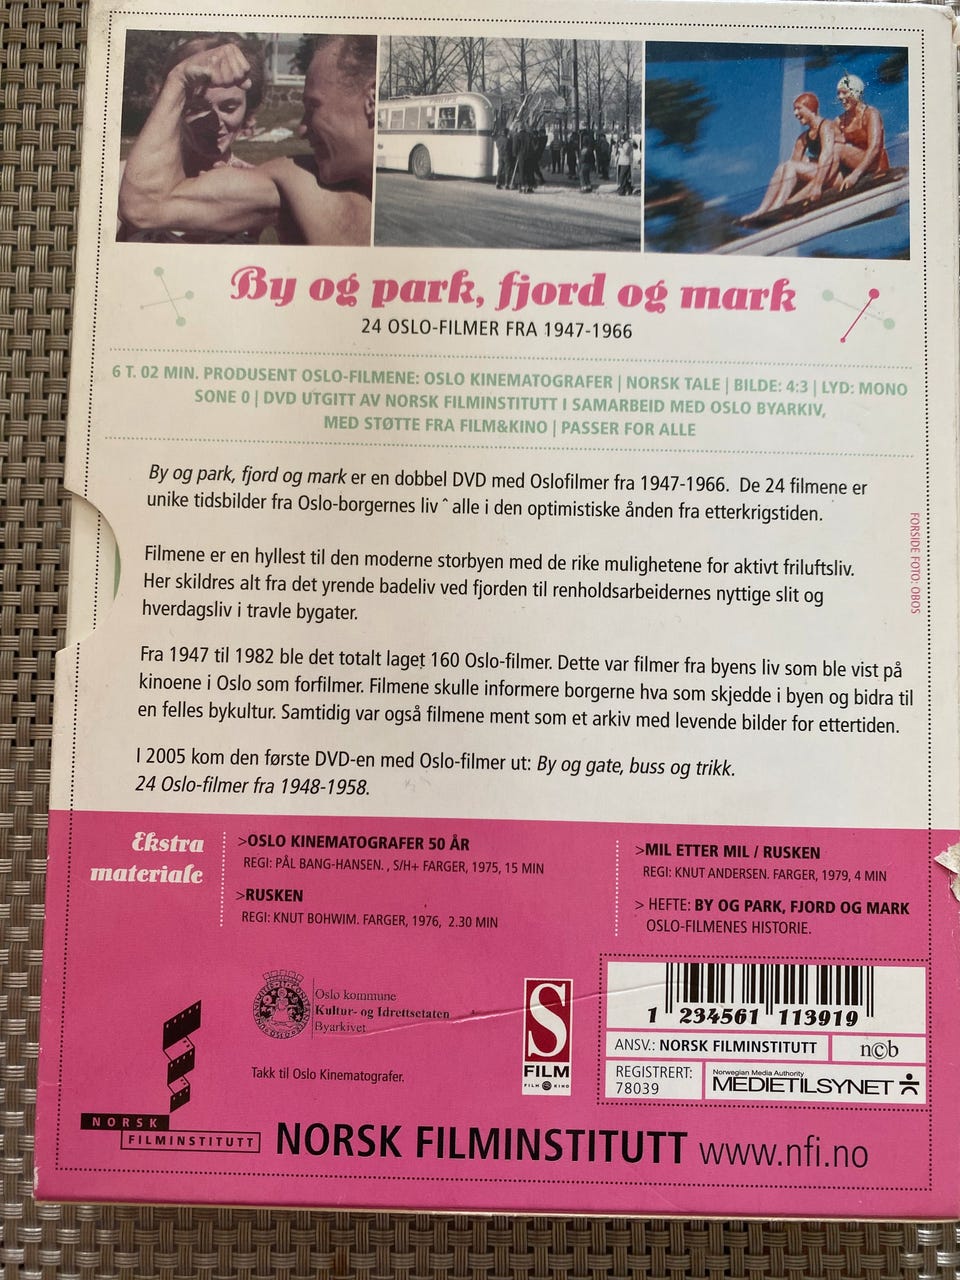 By og park, fjord og mark
24 OSLO-FILMER FRA 1947-1966
6 T. 02 MIN. PRODUSENT OSLO-FILMENE: OSLO KINEMATOGRAFER | NORSK TALE | BILDE: 4:3 | LYD: MONO
SONE 0 | DVD UTGITT AV NORSK FILMINSTITUTT I SAMARBEID MED OSLO BYARKIV,
MED STØTTE FRA FILM&KINO | PASSER FOR ALLE
By og park, fjord og mark er en dobbel DVD med Oslofilmer fra 1947-1966. De 24 filmene er
unike tidsbilder fra Oslo-borgernes liv ˆ alle i den optimistiske ånden fra etterkrigstiden.
Filmene er en hyllest til den moderne storbyen med de rike mulighetene for aktivt friluftsliv.
Her skildres alt fra det yrende badeliv ved fjorden til renholdsarbeidernes nyttige slit og
hverdagsliv i travle bygater.
Fra 1947 til 1982 ble det totalt laget 160 Oslo-filmer. Dette var filmer fra byens liv som ble vist på
kinoene i Oslo som forfilmer. Filmene skulle informere borgerne hva som skjedde i byen og bidra til
en felles bykultur. Samtidig var også filmene ment som et arkiv med levende bilder for ettertiden.
I 2005 kom den første DVD-en med Oslo-filmer ut: By og gate, buss og trikk.
24 Oslo-filmer fra 1948-1958.
FORSIDE FOTO: OBOS
Ekstra
materiale
>OSLO KINEMATOGRAFER 50 ÅR
REGI: PÅL BANG-HANSEN. , S/H+ FARGER, 1975, 15 MIN
>RUSKEN
REGI: KNUT BOHWIM. FARGER, 1976, 2.30 MIN
>MIL ETTER MIL / RUSKEN
REGI: KNUT ANDERSEN. FARGER, 1979, 4 MIN
> HEFTE: BY OG PARK, FJORD OG MARK
OSLO-FILMENES HISTORIE.
Oslo kommune
Kultur- og Idrettsetaten
Byarkivet
Takk til Oslo Kinematografer.
S
FILM
FILM KINO
1 234561 113919
ANSV.: NORSK FILMINSTITUTT
n©b
REGISTRERT:
78039
Norwegian Media Authority
MEDIETILSYNET
NORSK
FILMINSTITUTT
NORSK FILMINSTITUTT www.nfi.no